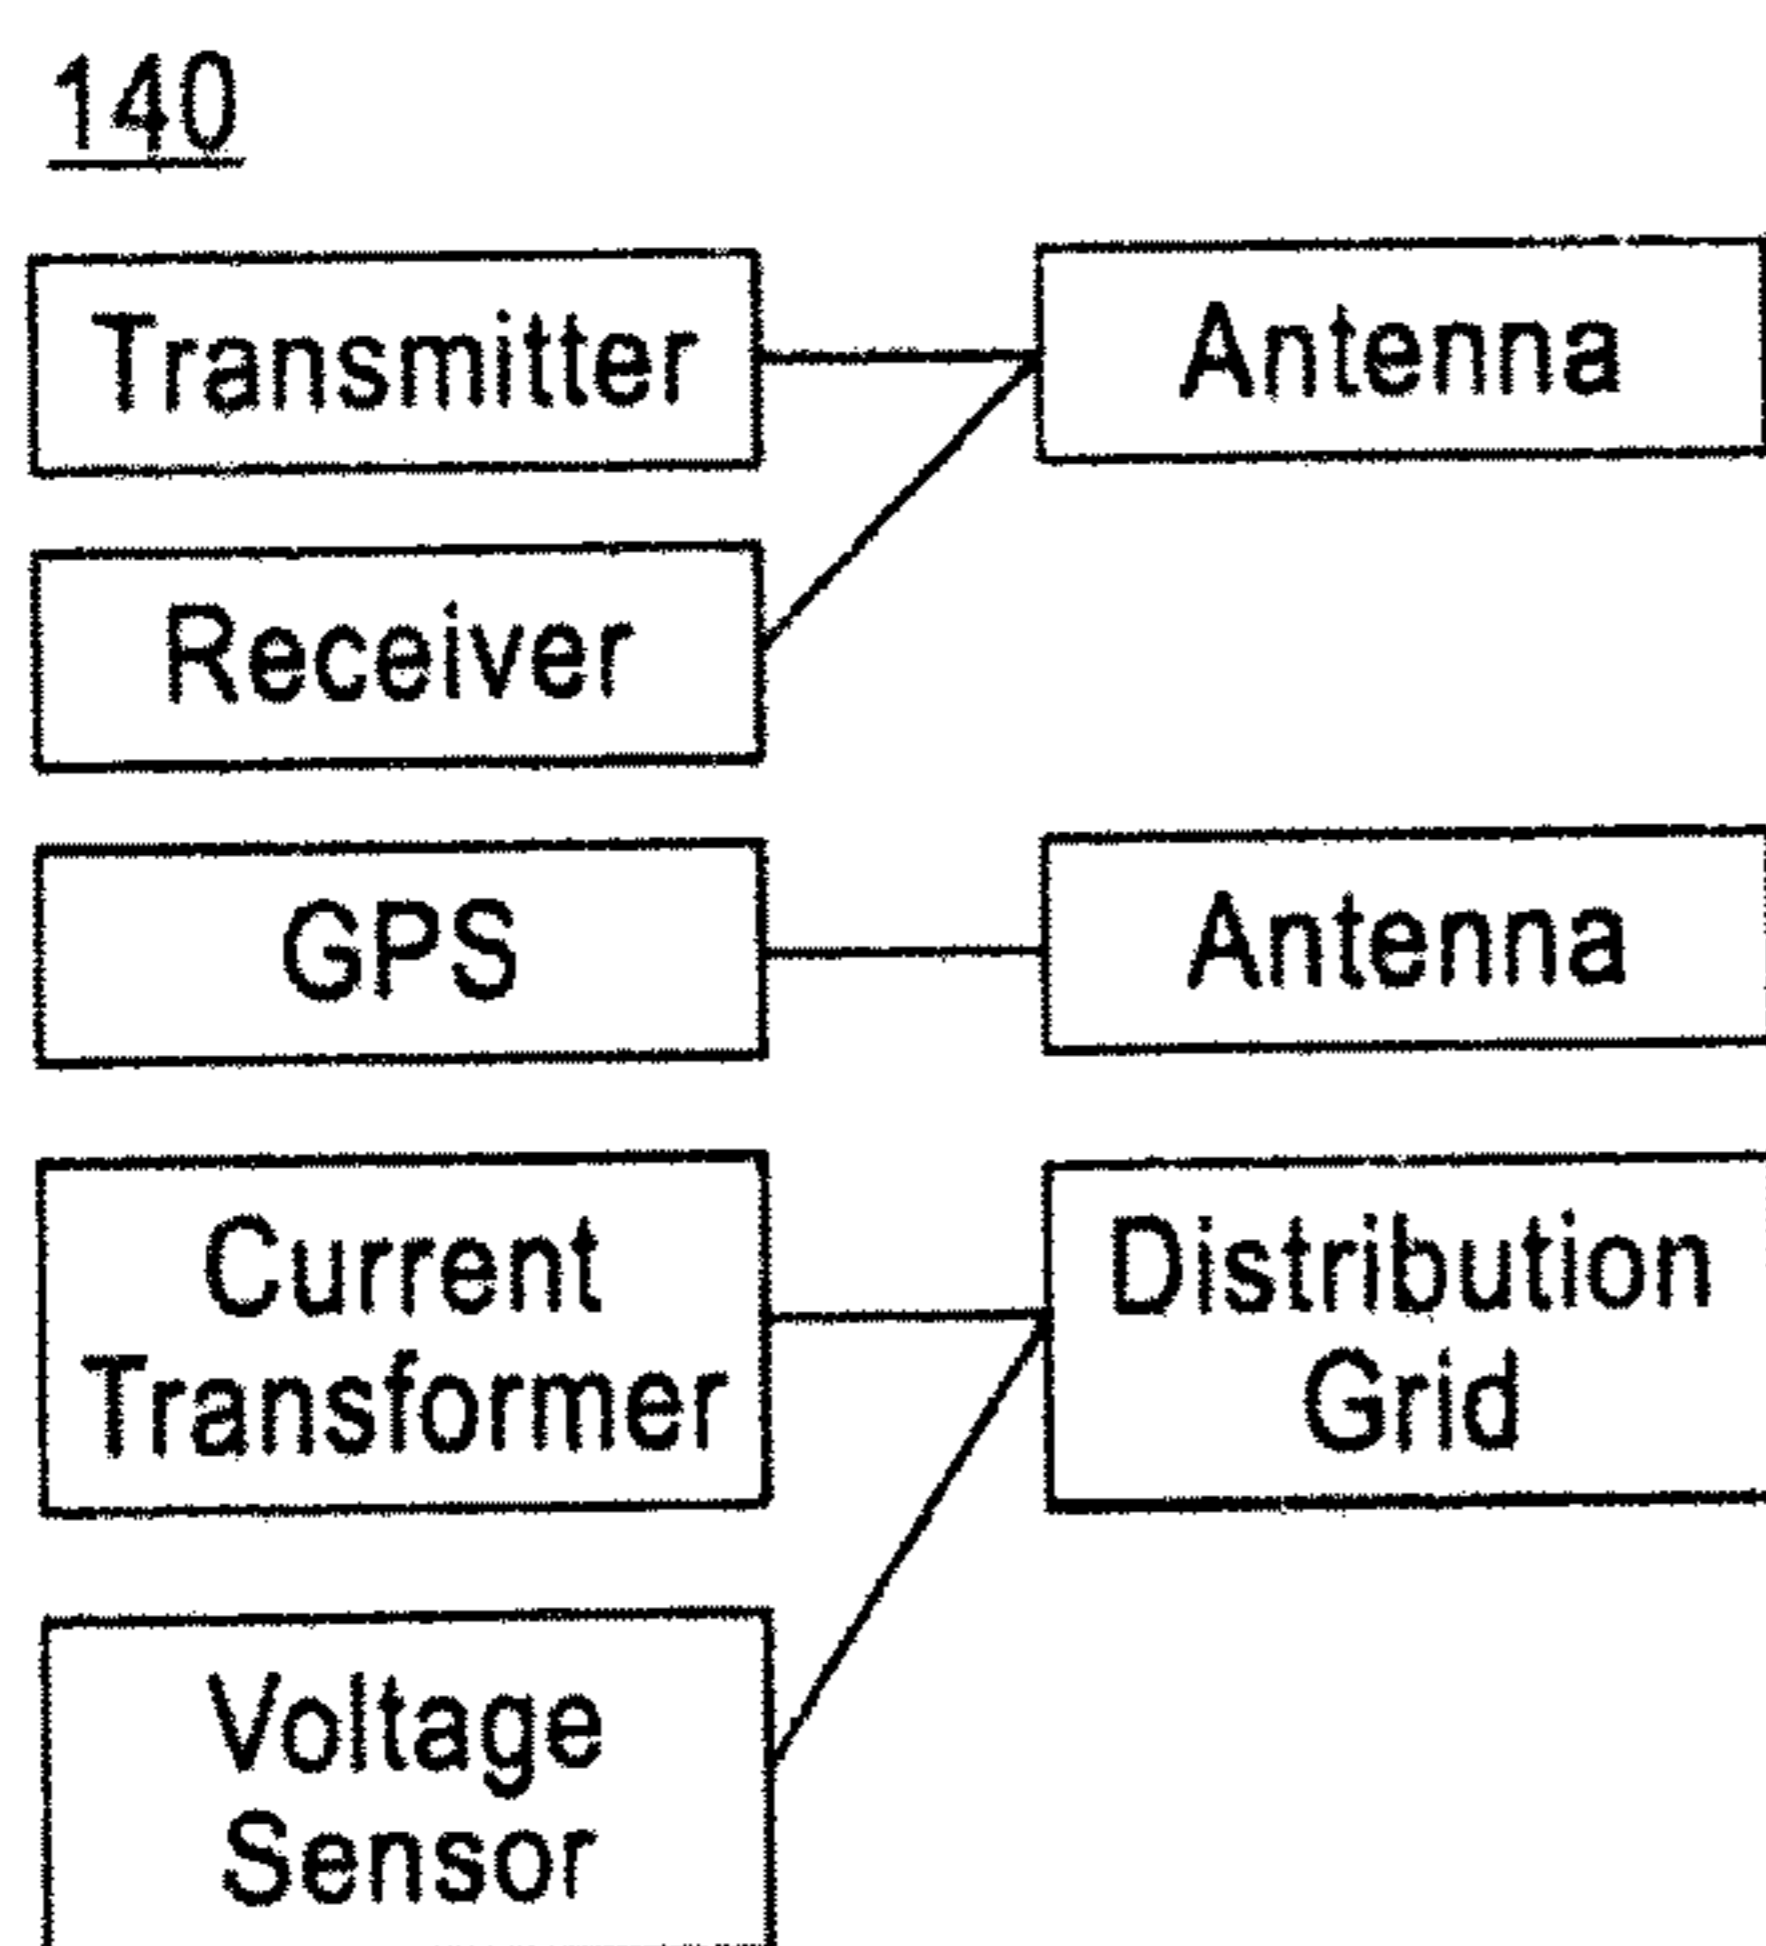 140
Transmitter
Antenna
Receiver
GPS
Antenna
Current
Transformer
Distribution
Grid
Voltage
Sensor